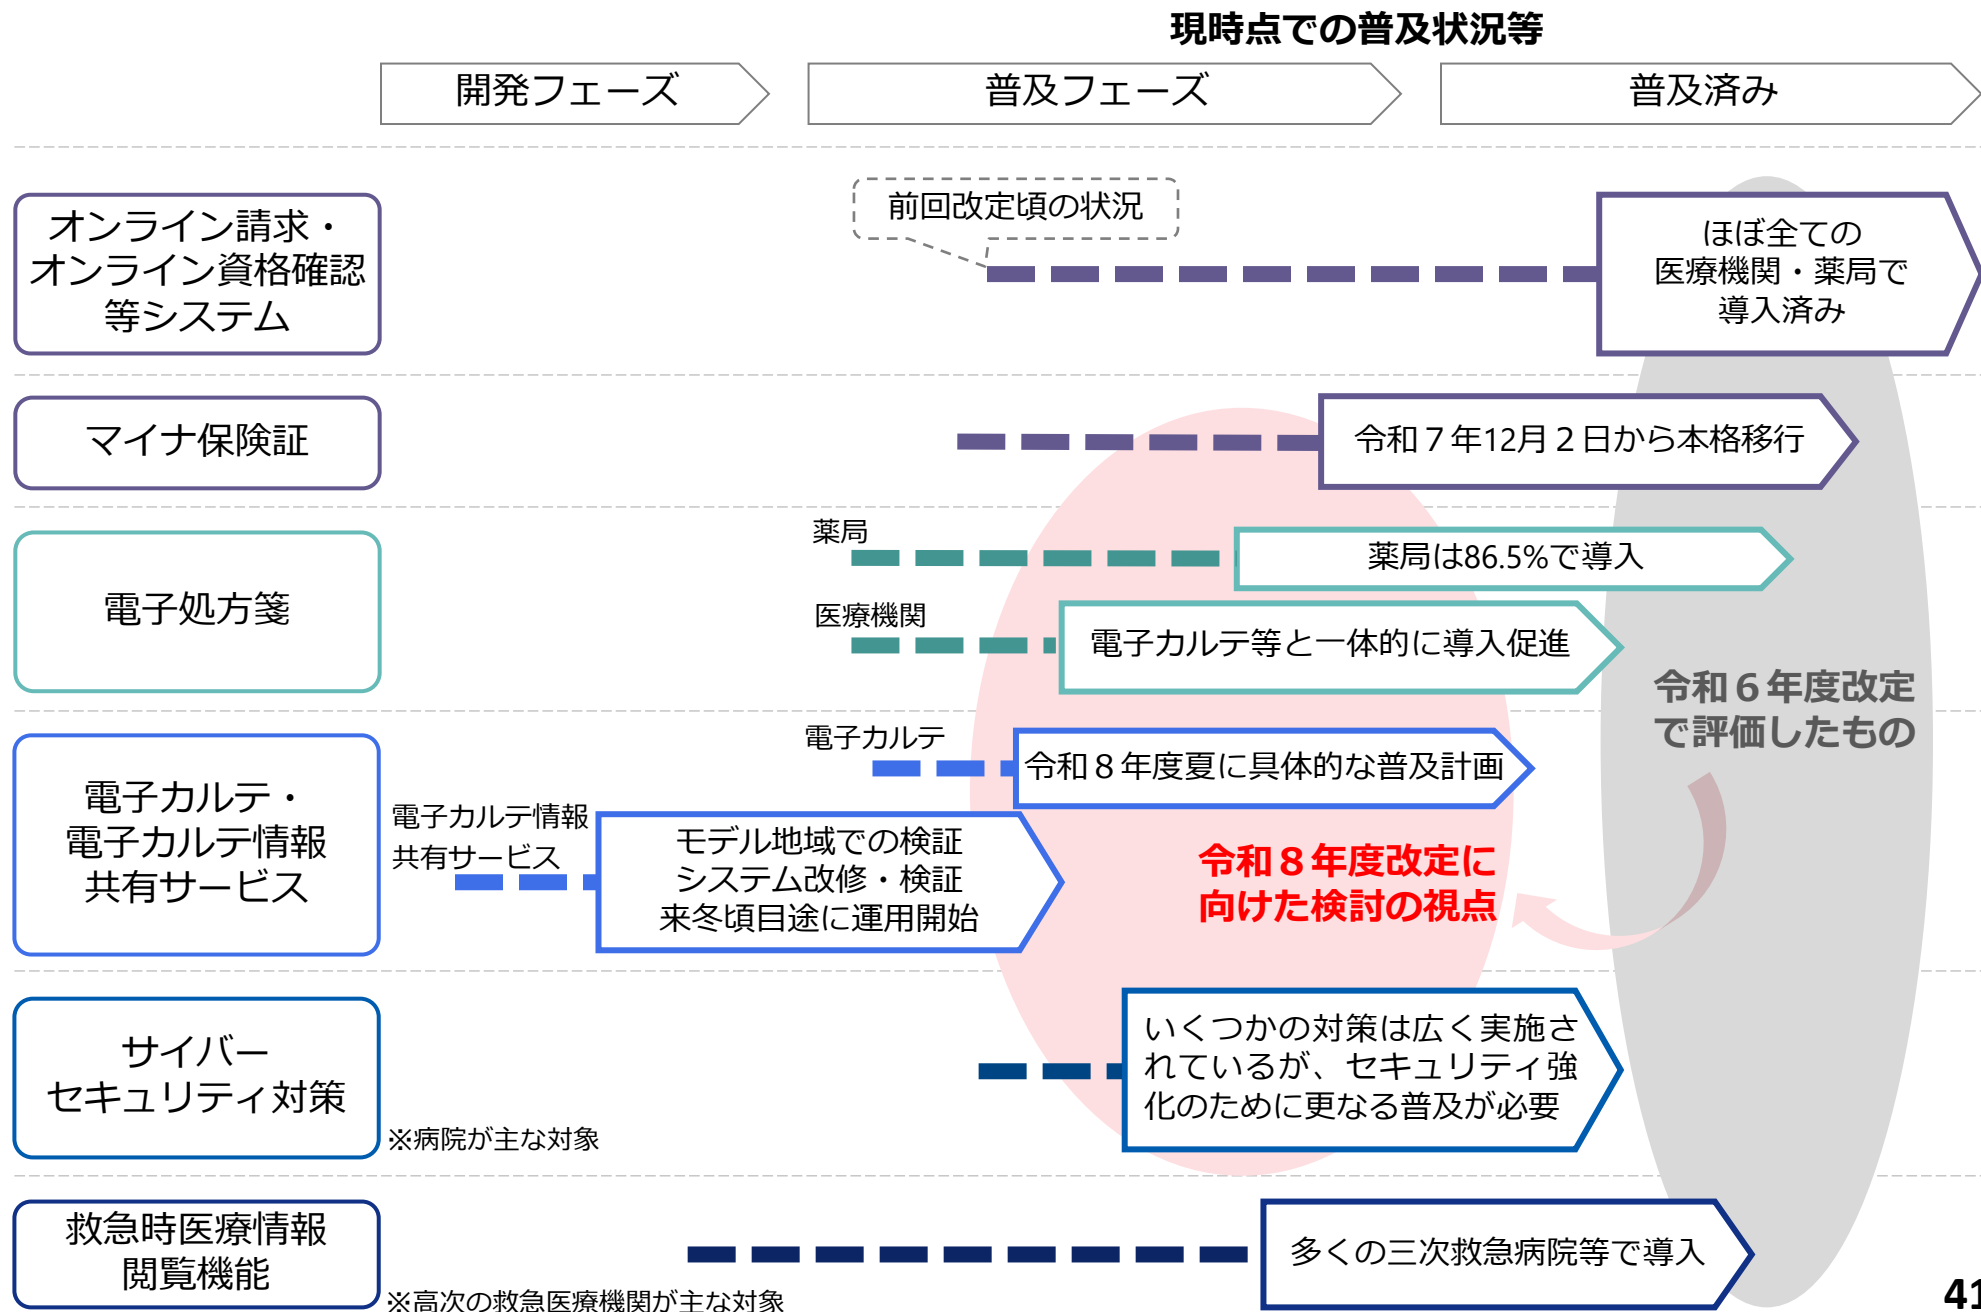 現時点での普及状況等
開発フェーズ
普及フェーズ
普及済み
前回改定頃の状況
オンライン請求・
オンライン資格確認
等システム
ほぼ全ての
医療機関・薬局で
導入済み
マイナ保険証
令和７年12月２日から本格移行
電子処方箋
薬局
薬局は86.5%で導入
医療機関
電子カルテ等と一体的に導入促進
令和６年度改定
で評価したもの
電子カルテ・
電子カルテ情報
共有サービス
電子カルテ
令和８年度夏に具体的な普及計画
電子カルテ情報
共有サービス
モデル地域での検証
システム改修・検証
来冬頃目途に運用開始
令和８年度改定に
向けた検討の視点
サイバー
セキュリティ対策
※病院が主な対象
いくつかの対策は広く実施さ
れているが、セキュリティ強
化のために更なる普及が必要
救急時医療情報
閲覧機能
※高次の救急医療機関が主な対象
多くの三次救急病院等で導入
41